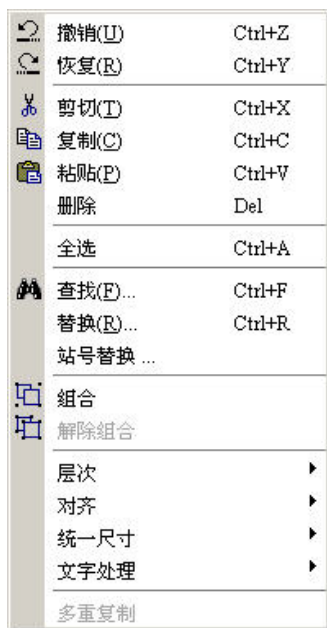 撤销(U) Ctrl+Z
恢复(R) Ctrl+Y
剪切(T) Ctrl+X
复制(C) Ctrl+C
粘贴(P) Ctrl+V
删除 Del
全选 Ctrl+A
查找(F)... Ctrl+F
替换(R)... Ctrl+R
站号替换 ...
组合
解除组合
层次
对齐
统一尺寸
文字处理
多重复制